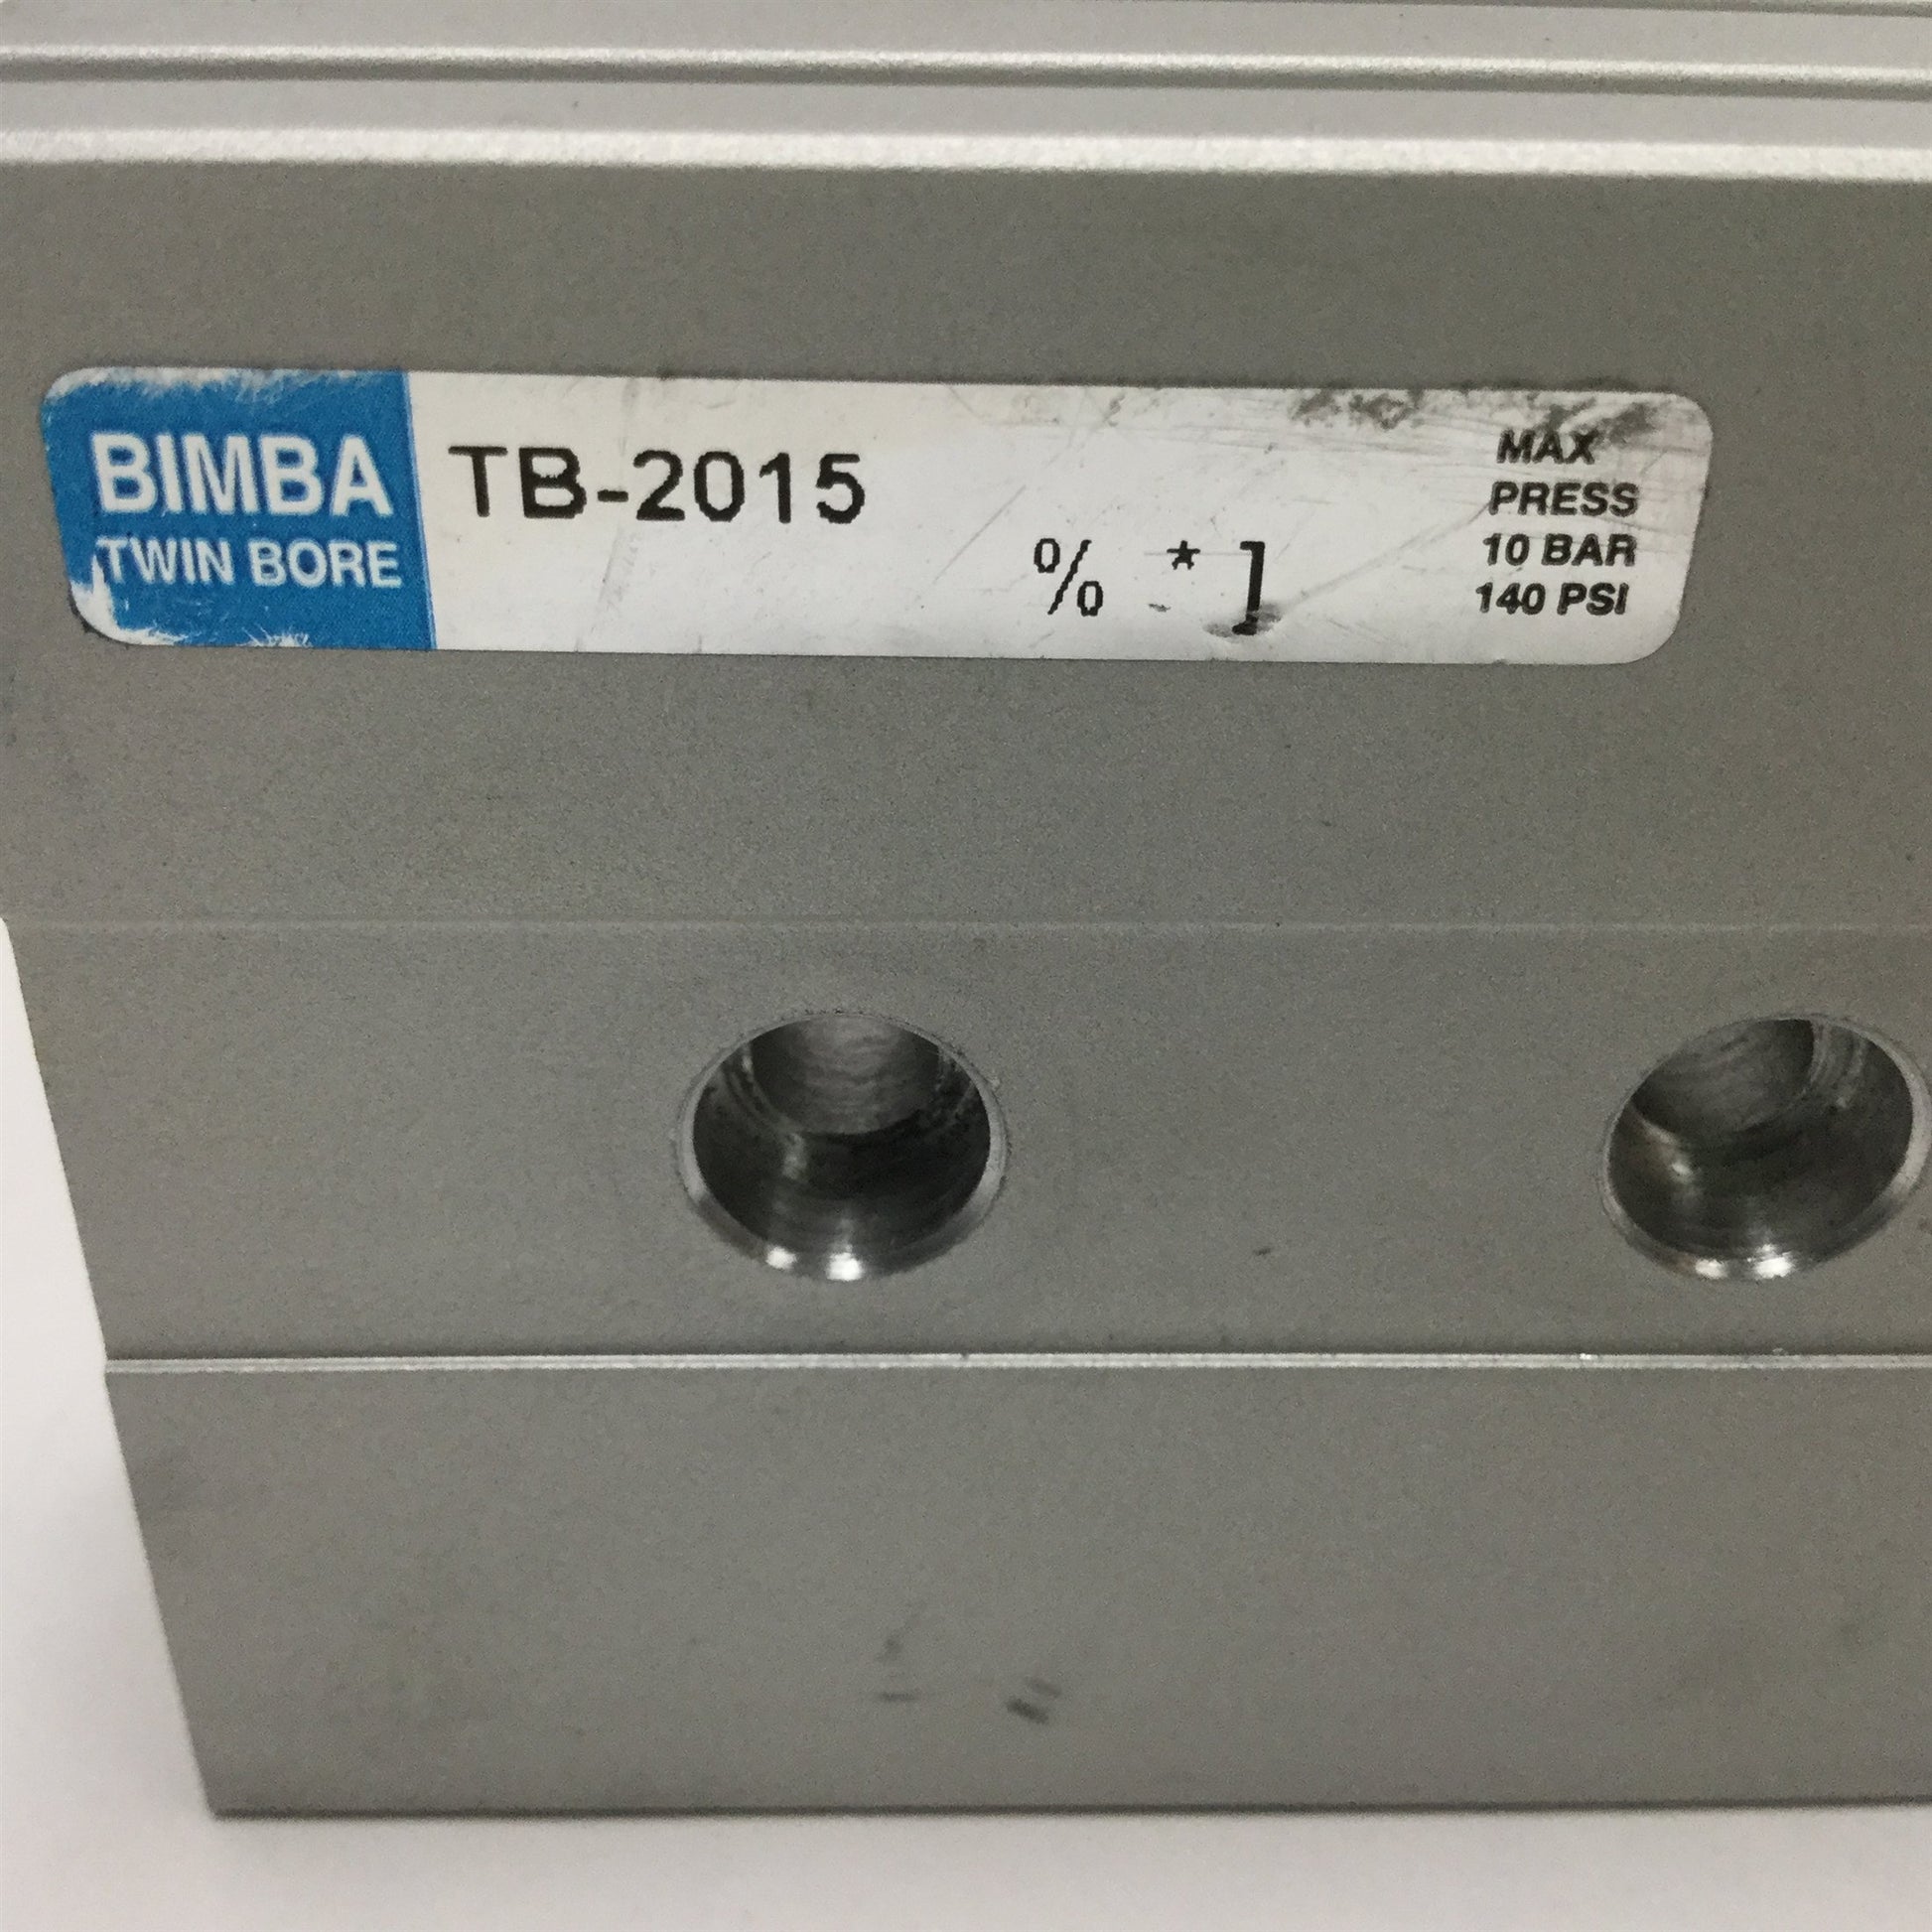 BIMBA
TWIN BORE
TB-2015
% * ]
MAX
PRESS
10 BAR
140 PSI